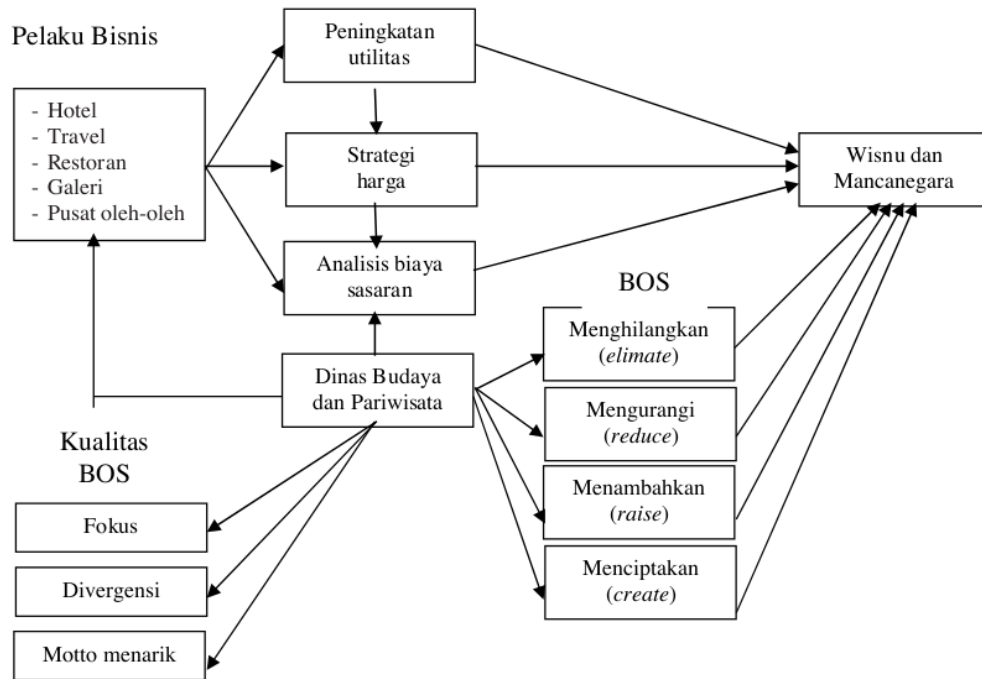 Pelaku Bisnis
- Hotel
- Travel
- Restoran
- Galeri
- Pusat oleh-oleh
Peningkatan
utilitas
Strategi
harga
Analisis biaya
sasaran
Wisnu dan
Mancanegara
Dinas Budaya
dan Pariwisata
BOS
Menghilangkan
(elimate)
Mengurangi
(reduce)
Menambahkan
(raise)
Menciptakan
(create)
Kualitas
BOS
Fokus
Divergensi
Motto menarik